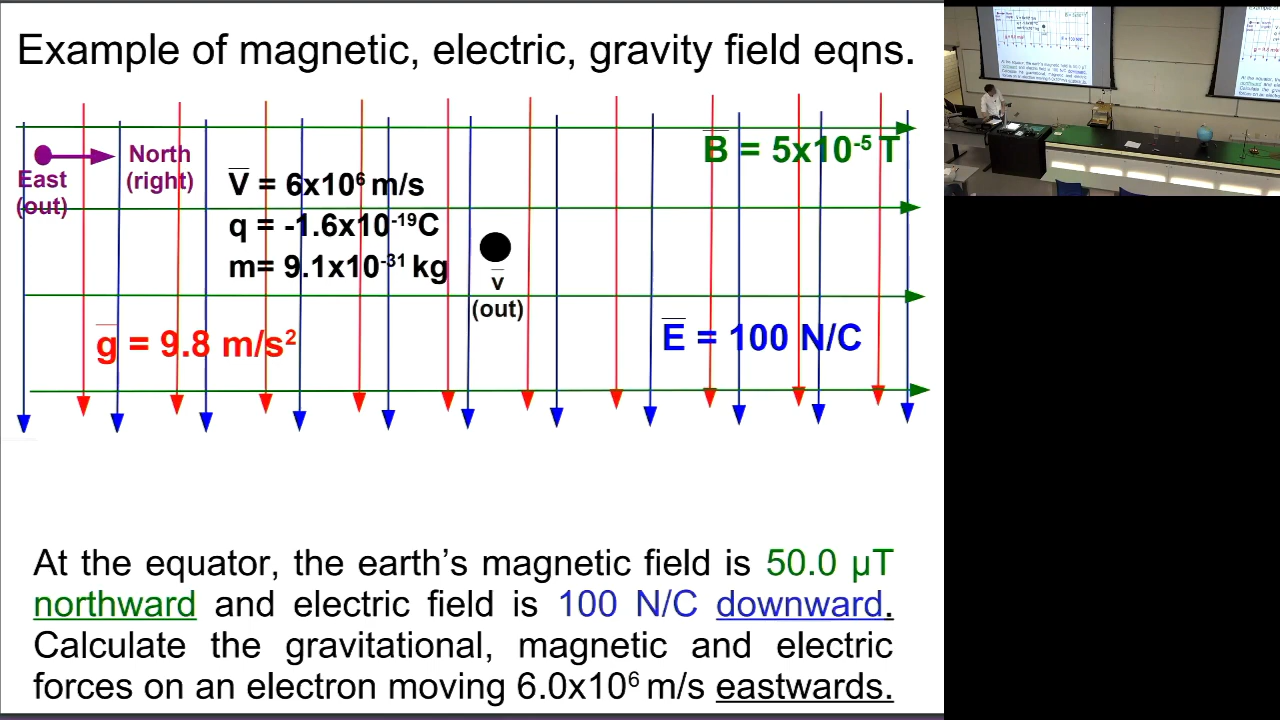 Example of magnetic, electric, gravity field eqns.
B = 5x10⁻⁵ T
North
(right)
East
(out)
V = 6x10⁶ m/s
q = -1.6x10⁻¹⁹C
m= 9.1x10⁻³¹ kg
v
(out)
g = 9.8 m/s²
E = 100 N/C
At the equator, the earth's magnetic field is 50.0 µT
northward and electric field is 100 N/C downward.
Calculate the gravitational, magnetic and electric
forces on an electron moving 6.0x10⁶ m/s eastwards.